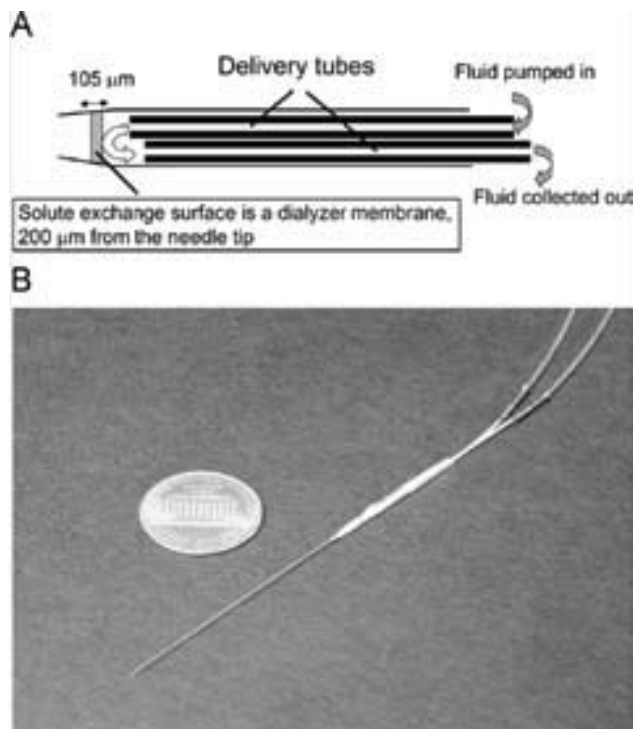 A
105 μm
Delivery tubes
Fluid pumped in
Fluid collected out
Solute exchange surface is a dialyzer membrane,
200 μm from the needle tip
B